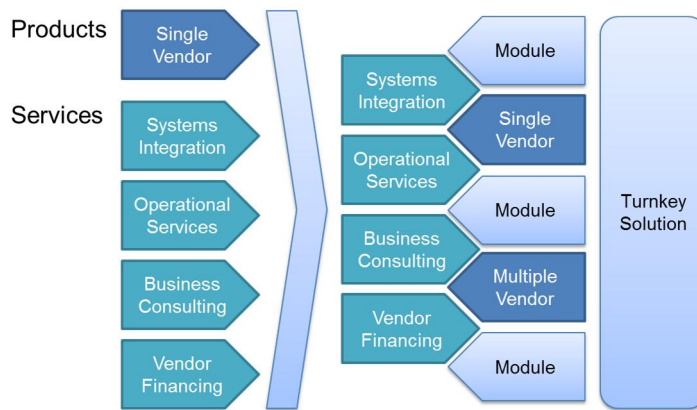 Products
Single
Vendor
Services
Systems
Integration
Operational
Services
Business
Consulting
Vendor
Financing
Systems
Integration
Operational
Services
Business
Consulting
Vendor
Financing
Module
Single
Vendor
Module
Multiple
Vendor
Module
Turnkey
Solution